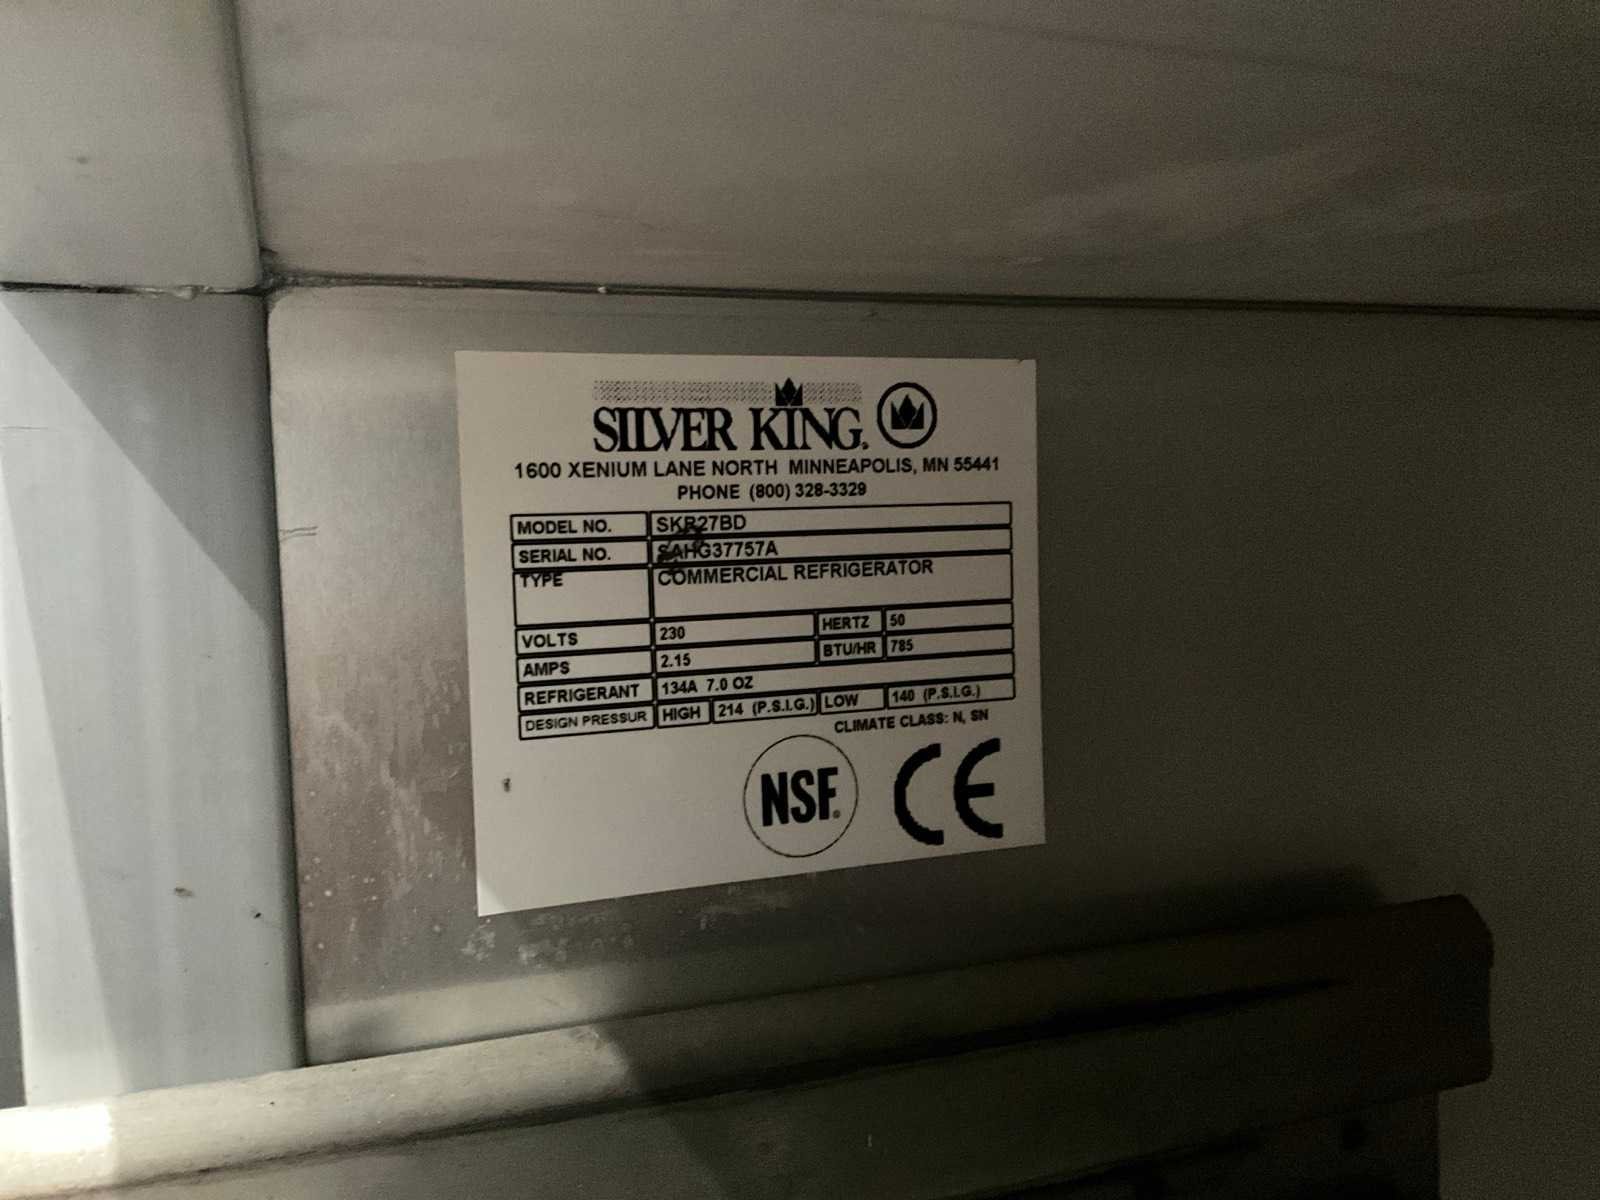 SILVER KING®
1600 XENIUM LANE NORTH MINNEAPOLIS, MN 55441
PHONE (800) 328-3329
MODEL NO. SKR27BD
SERIAL NO. SAHG37757A
TYPE COMMERCIAL REFRIGERATOR
VOLTS 230 HERTZ 50
AMPS 2.15 BTU/HR 785
REFRIGERANT 134A 7.0 OZ
DESIGN PRESSUR HIGH 214 (P.S.I.G.) LOW 140 (P.S.I.G.)
CLIMATE CLASS: N, SN
NSF® CE